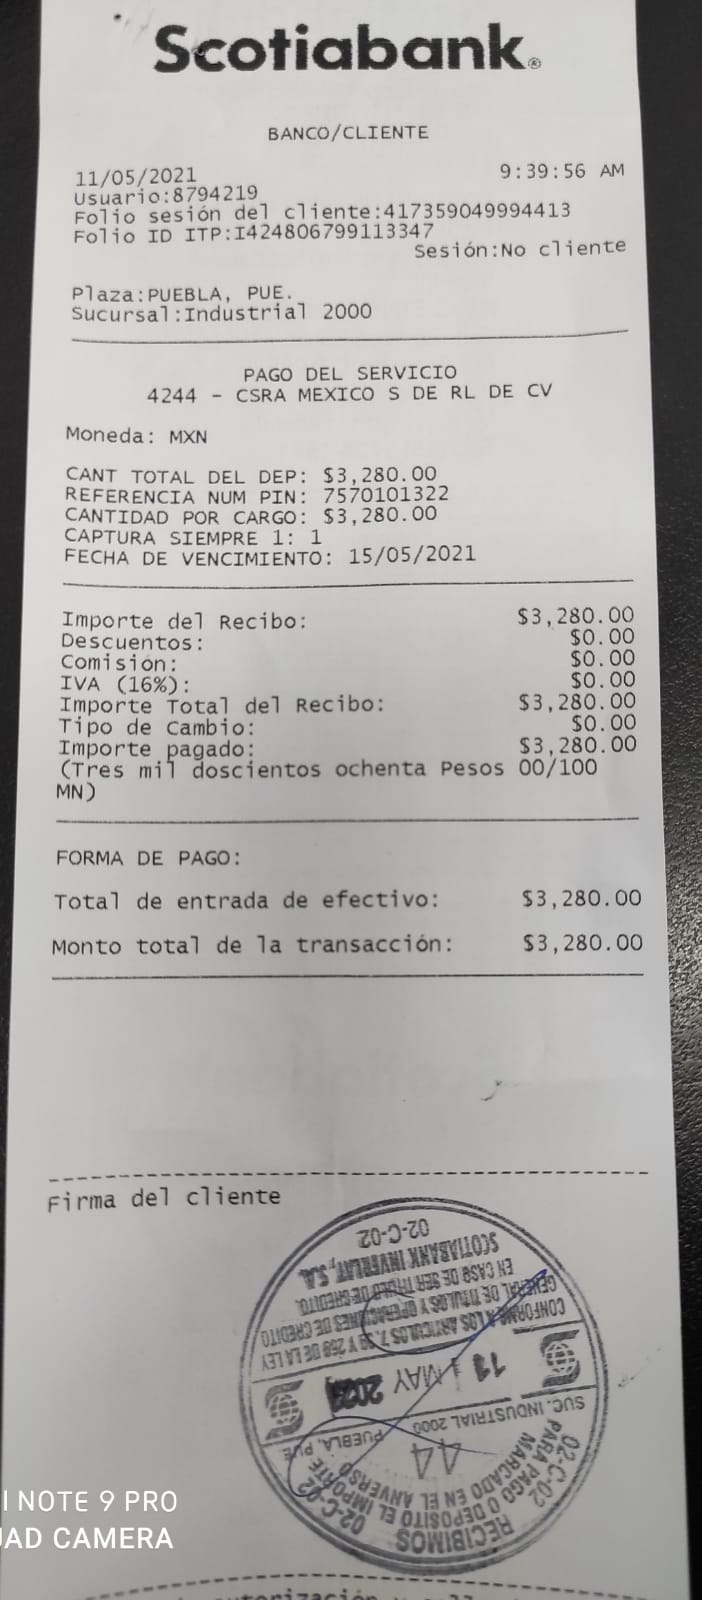 Scotiabank®
BANCO/CLIENTE
11/05/2021 9:39:56 AM
Usuario:8794219
Folio sesión del cliente:417359049994413
Folio ID ITP:I424806799113347
Sesión:No cliente
Plaza:PUEBLA, PUE.
Sucursal:Industrial 2000
PAGO DEL SERVICIO
4244 - CSRA MEXICO S DE RL DE CV
Moneda: MXN
CANT TOTAL DEL DEP: $3,280.00
REFERENCIA NUM PIN: 7570101322
CANTIDAD POR CARGO: $3,280.00
CAPTURA SIEMPRE 1: 1
FECHA DE VENCIMIENTO: 15/05/2021
Importe del Recibo: $3,280.00
Descuentos: $0.00
Comisión: $0.00
IVA (16%): $0.00
Importe Total del Recibo: $3,280.00
Tipo de Cambio: $0.00
Importe pagado: $3,280.00
(Tres mil doscientos ochenta Pesos 00/100
MN)
FORMA DE PAGO:
Total de entrada de efectivo: $3,280.00
Monto total de la transacción: $3,280.00
Firma del cliente
RECIBIMOS
02-C-02 PARA PAGO O DEPOSITO EL IMPORTE 02-C-02
MARCADO EN EL ANVERSO
44
SUC. INDUSTRIAL 2000 PUEBLA, PUE
11 MAY 2021
CONFORME A LOS ARTICULOS 7, Y 258 DE LA LEY
GENERAL DE TITULOS Y OPERACIONES DE CREDITO
EN CASO DE SER TITULO DE CREDITO.
SCOTIABANK INVERLAT, S.A.
02-C-02
I NOTE 9 PRO
UAD CAMERA